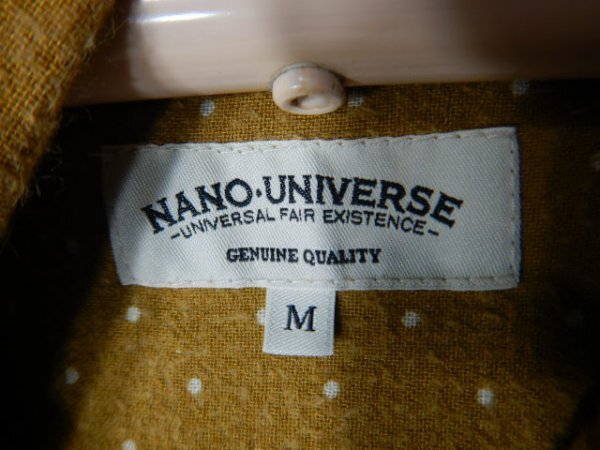 NANO·UNIVERSE
-UNIVERSAL FAIR EXISTENCE-
GENUINE QUALITY
M